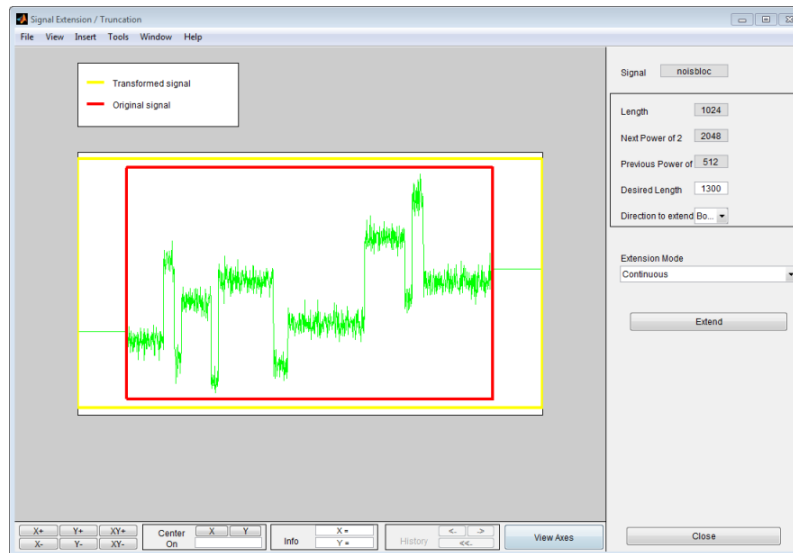 Signal Extension / Truncation
File View Insert Tools Window Help
Transformed signal
Original signal
Signal noisbloc
Length 1024
Next Power of 2 2048
Previous Power of 512
Desired Length 1300
Direction to extend Bo...
Extension Mode
Continuous
Extend
X+ Y+ XY+
X- Y- XY-
Center
On
X Y
Info
X =
Y =
History
<- ->
<<-
View Axes
Close